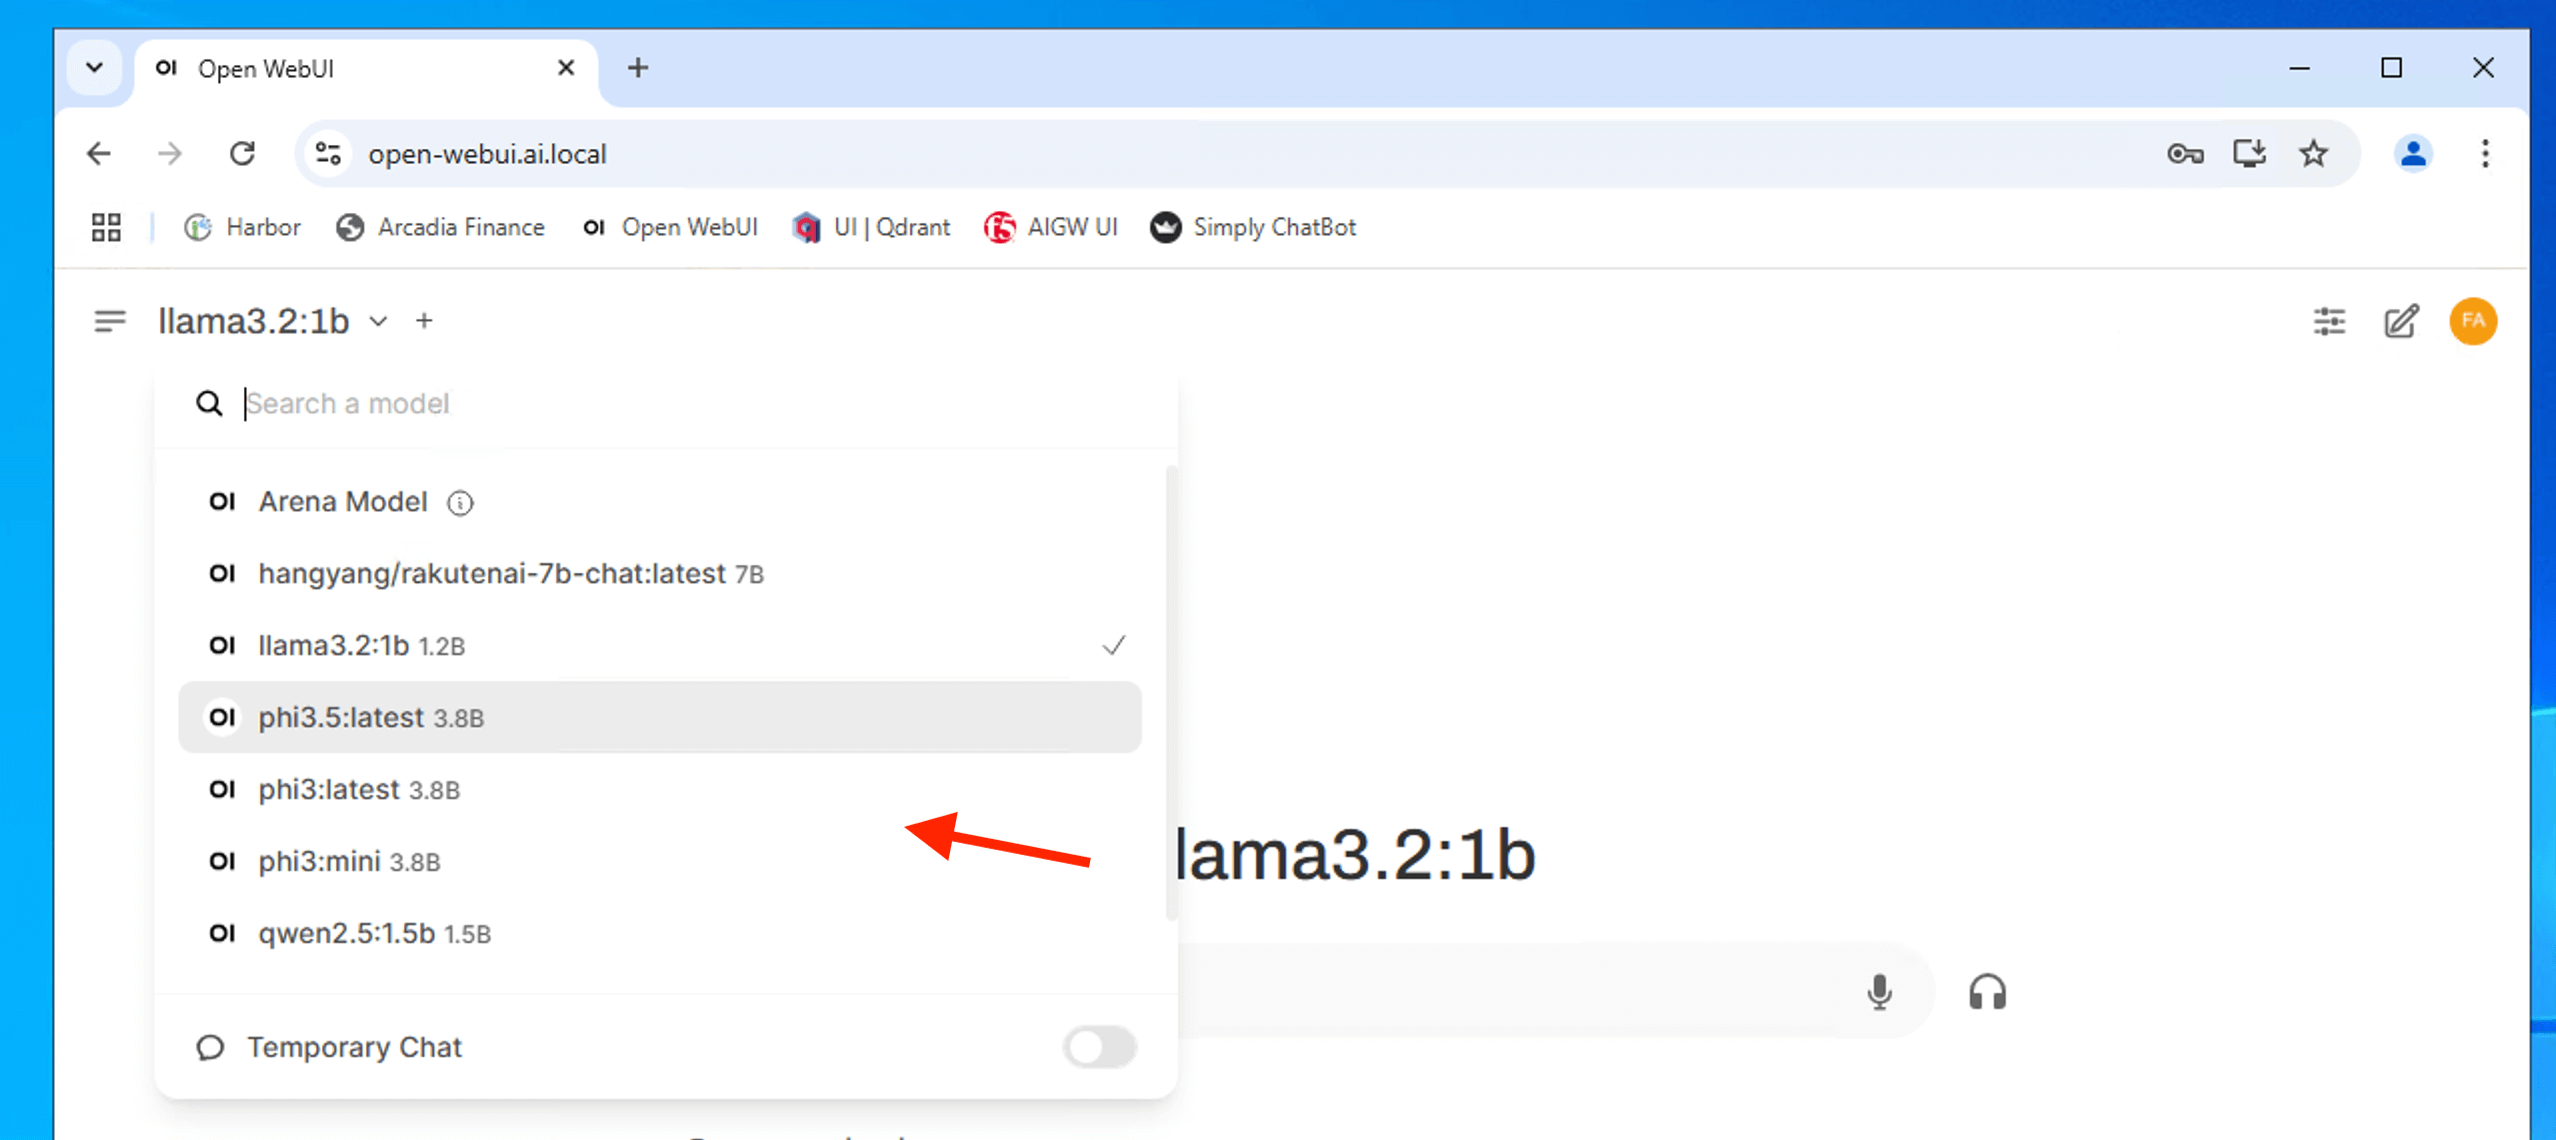 OI Open WebUI
open-webui.ai.local
Harbor Arcadia Finance OI Open WebUI UI | Qdrant AIGW UI Simply ChatBot
llama3.2:1b
FA
Search a model
OI Arena Model
OI hangyang/rakutenai-7b-chat:latest 7B
OI llama3.2:1b 1.2B
OI phi3.5:latest 3.8B
OI phi3:latest 3.8B
lama3.2:1b
OI phi3:mini 3.8B
OI qwen2.5:1.5b 1.5B
Temporary Chat